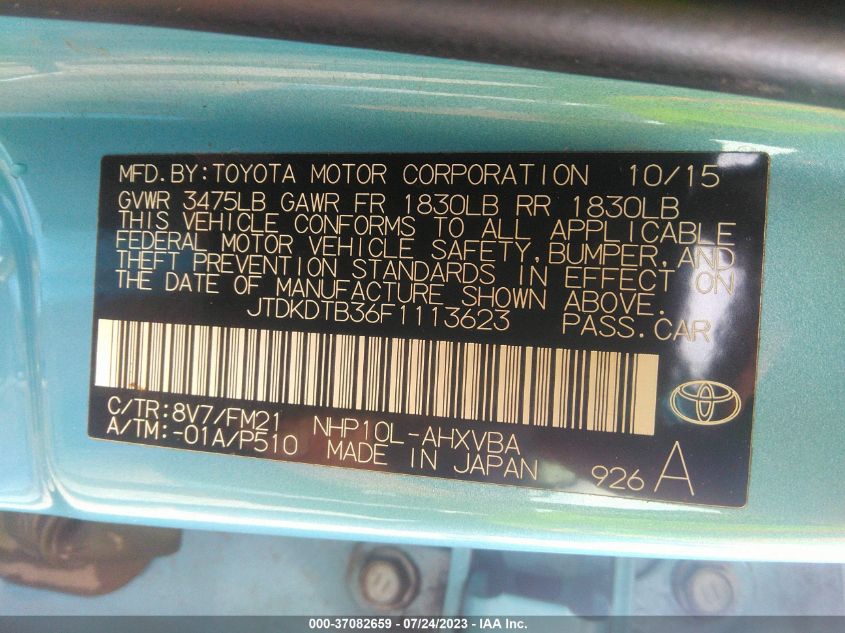 MFD.BY:TOYOTA MOTOR CORPORATION 10/15
GVWR 3475LB GAWR FR 1830LB RR 1830LB
THIS VEHICLE CONFORMS TO ALL APPLICABLE
FEDERAL MOTOR VEHICLE SAFETY,BUMPER,AND
THEFT PREVENTION STANDARDS IN EFFECT ON
THE DATE OF MANUFACTURE SHOWN ABOVE.
JTDKDTB36F1113623 PASS.CAR
C/TR:8V7/FM21 NHP10L-AHXVBA
A/TM:-01A/P510 MADE IN JAPAN 926 A
000-37082659 - 07/24/2023 - IAA Inc.